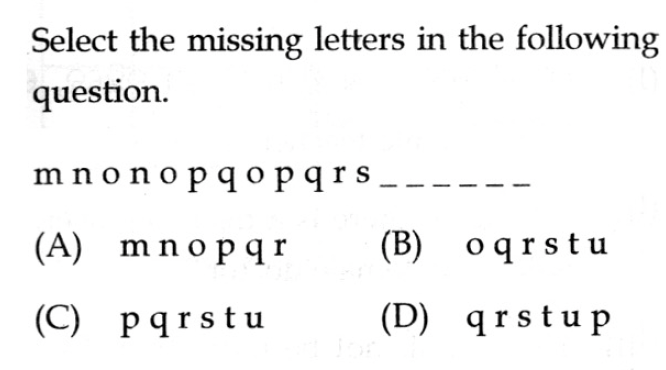 Select the missing letters in the following
question.
m n o n o p q o p q r s _ _ _ _ _ _
(A) m n o p q r (B) o q r s t u
(C) p q r s t u (D) q r s t u p